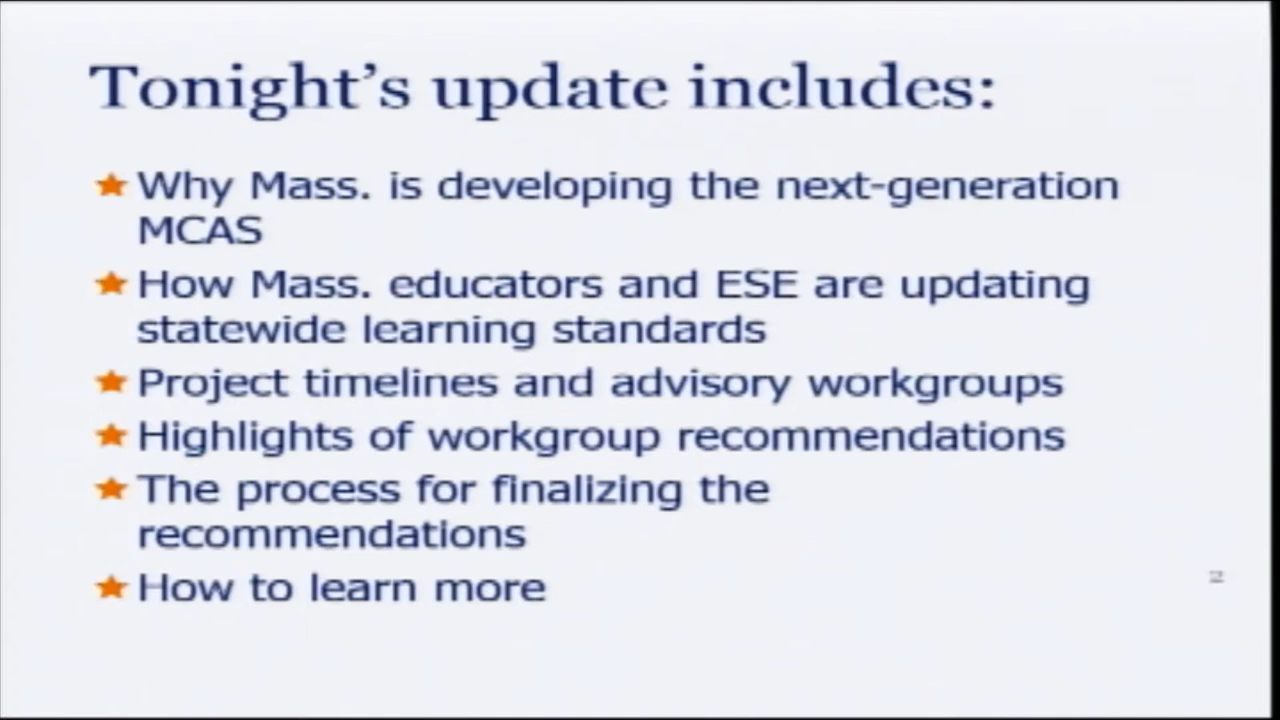 Tonight's update includes:
Why Mass. is developing the next-generation
MCAS
How Mass. educators and ESE are updating
statewide learning standards
Project timelines and advisory workgroups
Highlights of workgroup recommendations
The process for finalizing the
recommendations
How to learn more
2